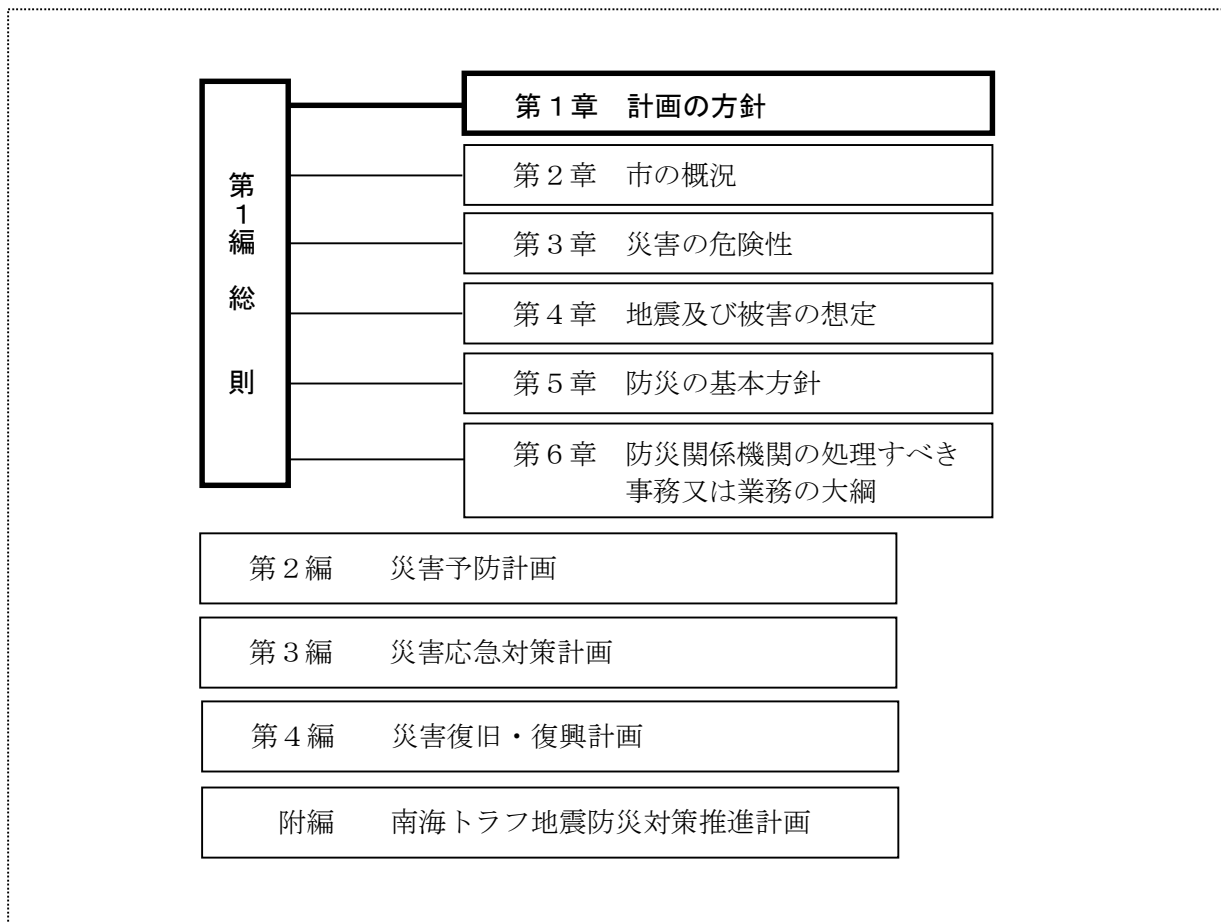 第１編 総 則
第１章 計画の方針
第２章 市の概況
第３章 災害の危険性
第４章 地震及び被害の想定
第５章 防災の基本方針
第６章 防災関係機関の処理すべき
事務又は業務の大綱
第２編 災害予防計画
第３編 災害応急対策計画
第４編 災害復旧・復興計画
附編 南海トラフ地震防災対策推進計画